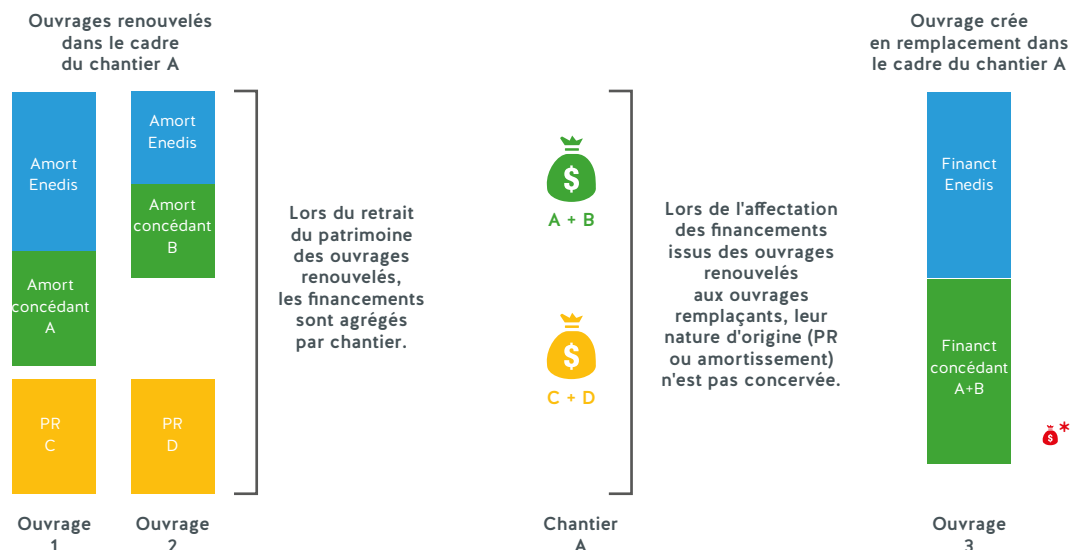 Ouvrages renouvelés
dans le cadre
du chantier A
Amort
Enedis
Amort
concédant
A
PR
C
Ouvrage
1
Amort
Enedis
Amort
concédant
B
PR
D
Ouvrage
2
Lors du retrait
du patrimoine
des ouvrages
renouvelés,
les financements
sont agrégés
par chantier.
$
A + B
$
C + D
Chantier
A
Lors de l'affectation
des financements
issus des ouvrages
renouvelés
aux ouvrages
remplaçants, leur
nature d'origine (PR
ou amortissement)
n'est pas concervée.
Ouvrage crée
en remplacement dans
le cadre du chantier A
Financt
Enedis
Financt
concédant
A+B
$*
Ouvrage
3